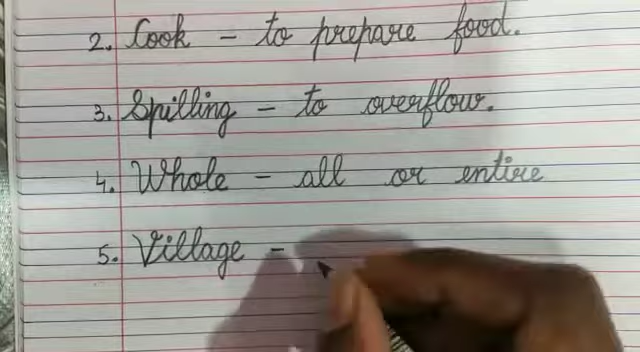 2. Cook - to prepare food.
3. Spilling - to overflow.
4. Whole - all or entire
5. Village -